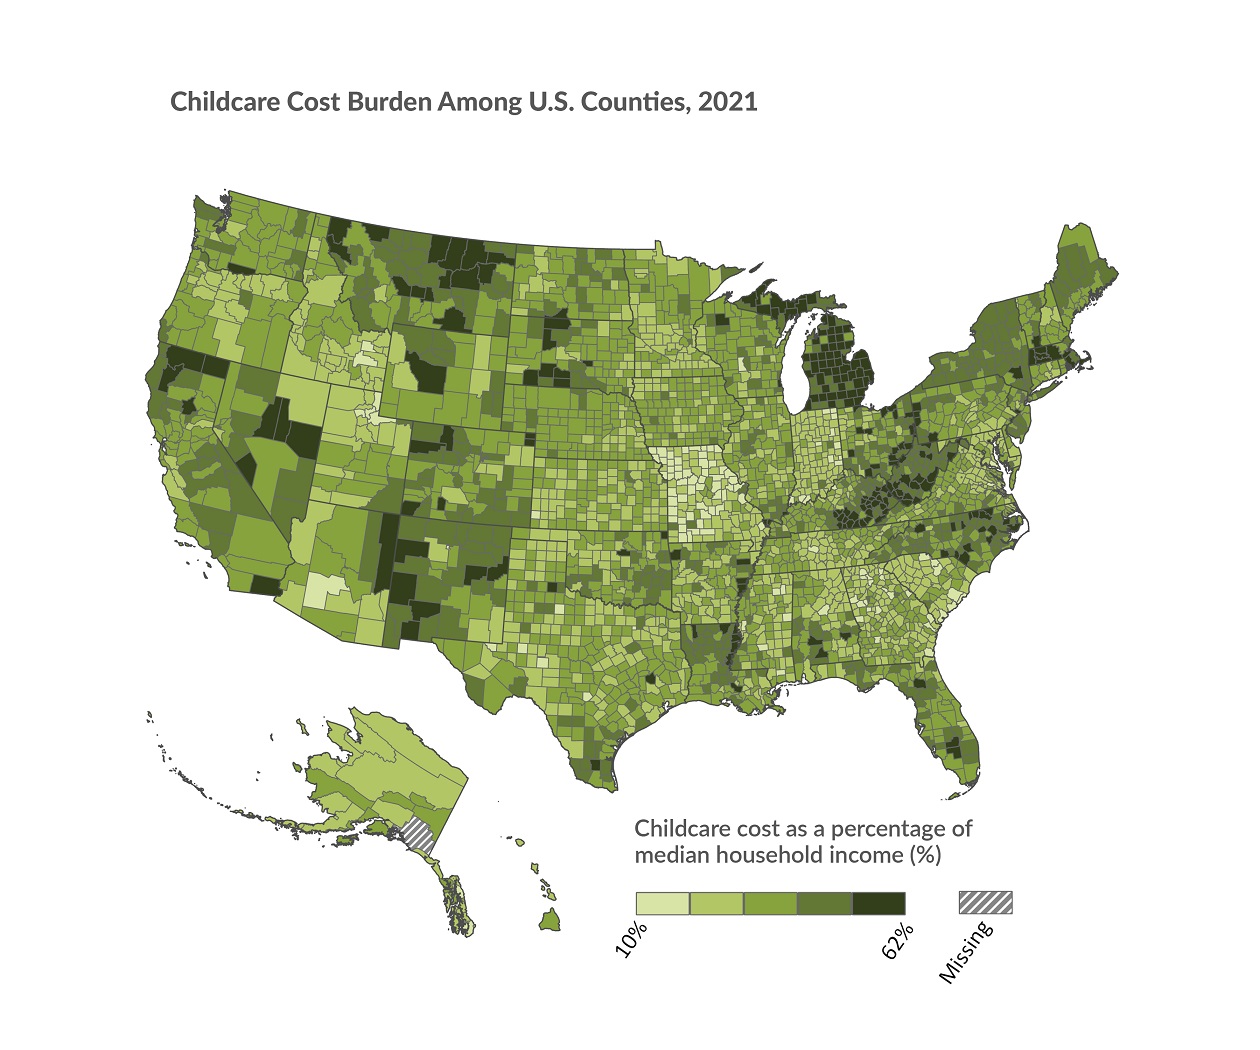 Childcare Cost Burden Among U.S. Counties, 2021
Childcare cost as a percentage of
median household income (%)
10%
62%
Missing